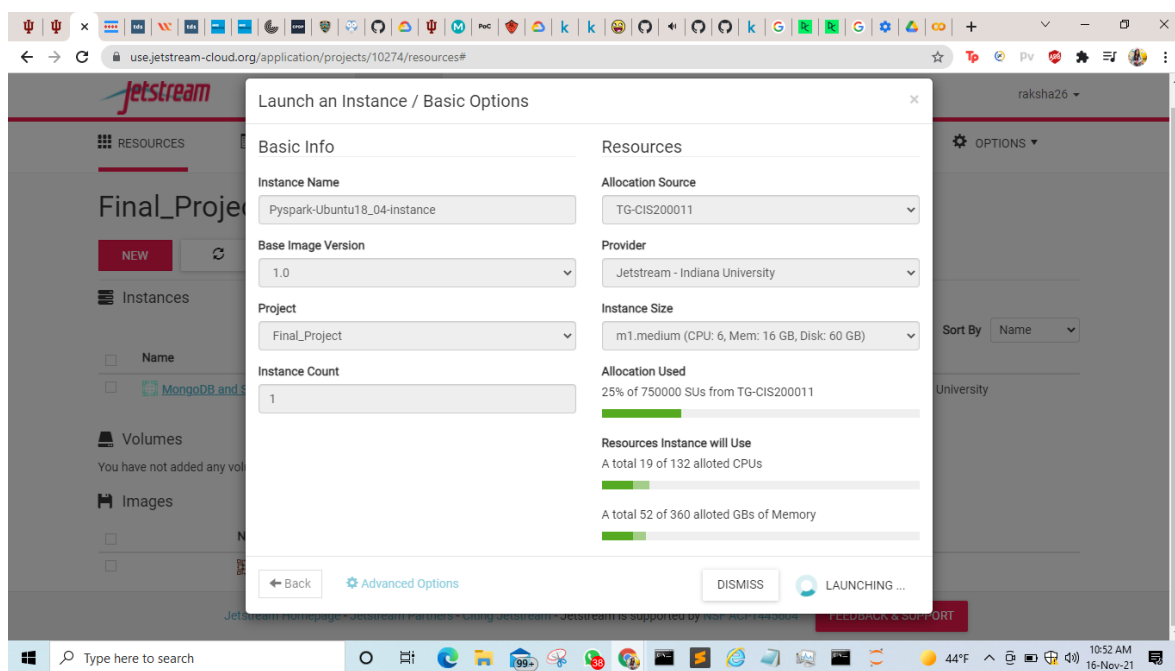 use.jetstream-cloud.org/application/projects/10274/resources#
Tp
Pv
Jetstream
raksha26
RESOURCES
OPTIONS
Final_Proje
NEW
Instances
Sort By Name
Name
MongoDB and S
University
Volumes
You have not added any vol
Images
N
Launch an Instance / Basic Options
×
Basic Info
Resources
Instance Name
Allocation Source
Pyspark-Ubuntu18_04-instance
TG-CIS200011
Base Image Version
Provider
1.0
Jetstream - Indiana University
Project
Instance Size
Final_Project
m1.medium (CPU: 6, Mem: 16 GB, Disk: 60 GB)
Instance Count
Allocation Used
1
25% of 750000 SUs from TG-CIS200011
Resources Instance will Use
A total 19 of 132 alloted CPUs
A total 52 of 360 alloted GBs of Memory
Back
Advanced Options
DISMISS
LAUNCHING ...
Jetstream Homepage - Jetstream Partners - Citing Jetstream - Jetstream is supported by NSF ACI-1445604
FEEDBACK & SUPPORT
Type here to search
99+
44°F
10:52 AM
16-Nov-21